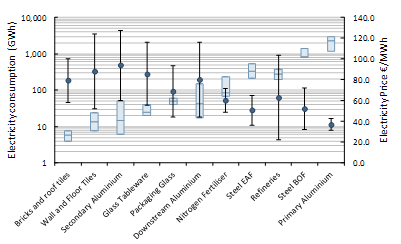 10,000
1,000
100
10
1
Electricity consumption (GWh)
140.0
120.0
100.0
80.0
60.0
40.0
20.0
0.0
Electricity Price €/MWh
Bricks and roof tiles
Wall and Floor Tiles
Secondary Aluminium
Glass Tableware
Packaging Glass
Downstream Aluminium
Nitrogen Fertiliser
Steel EAF
Refineries
Steel BOF
Primary Aluminium